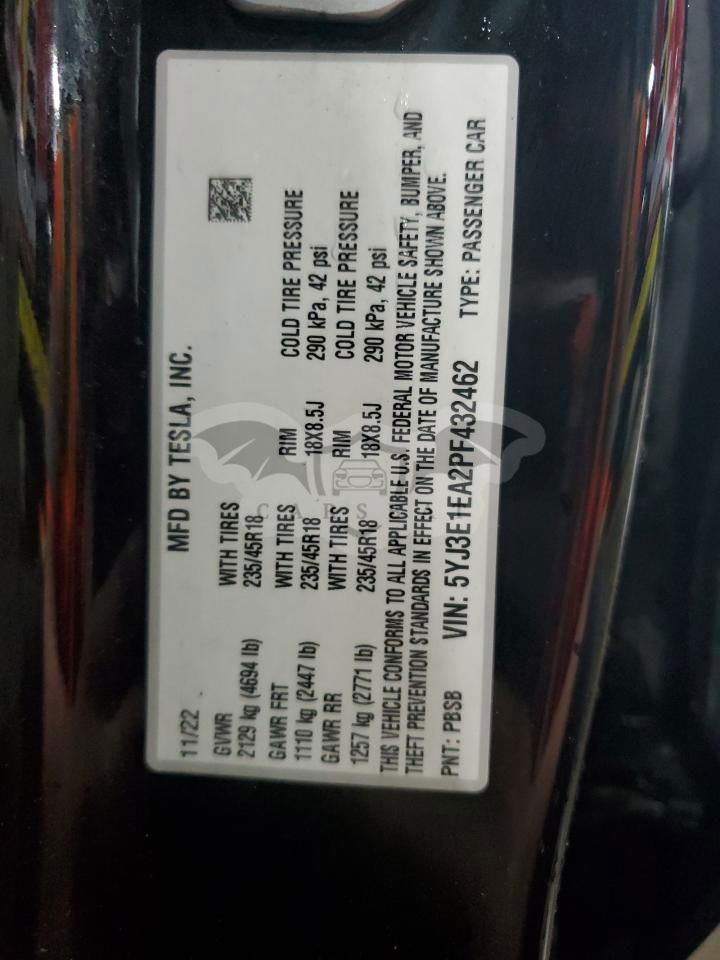 MFD BY TESLA, INC.
11/22
GVWR WITH TIRES
2129 kg (4694 lb) 235/45R18
GAWR FRT WITH TIRES RIM COLD TIRE PRESSURE
1110 kg (2447 lb) 235/45R18 18X8.5J 290 kPa, 42 psi
GAWR RR WITH TIRES RIM COLD TIRE PRESSURE
1257 kg (2771 lb) 235/45R18 18X8.5J 290 kPa, 42 psi
THIS VEHICLE CONFORMS TO ALL APPLICABLE U.S. FEDERAL MOTOR VEHICLE SAFETY, BUMPER, AND
THEFT PREVENTION STANDARDS IN EFFECT ON THE DATE OF MANUFACTURE SHOWN ABOVE.
PNT: PBSB VIN: 5YJ3E1EA2PF432462 TYPE: PASSENGER CAR
CARS